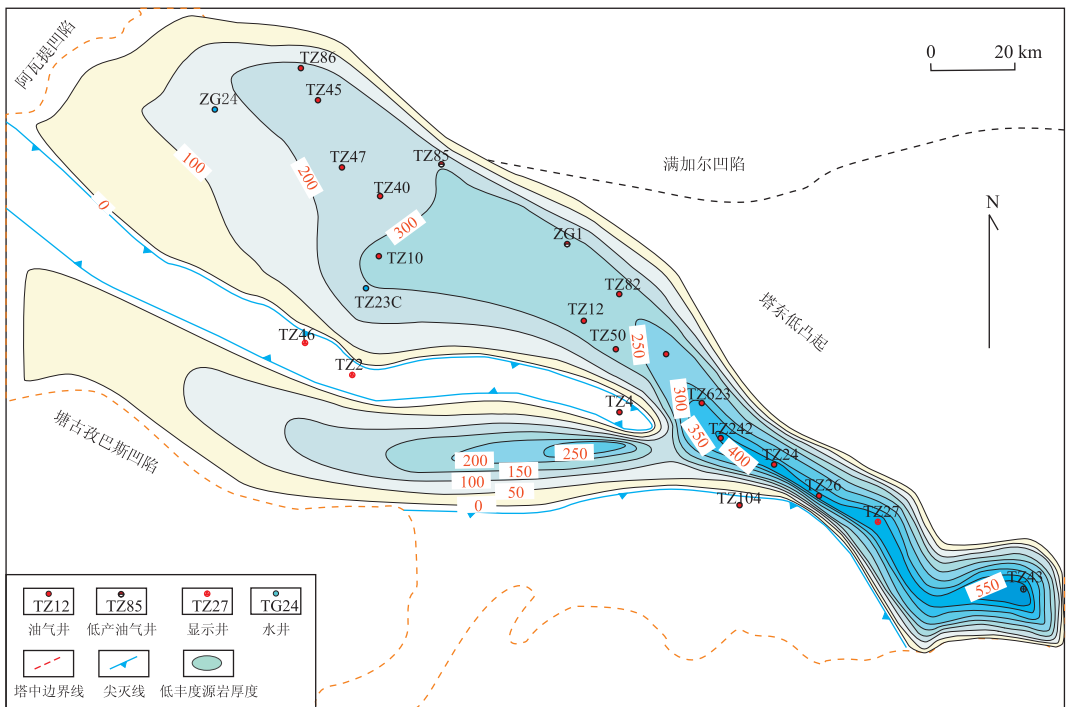 阿瓦提凹陷
0 20 km
TZ86
TZ45
ZG24
100
TZ47
TZ85
满加尔凹陷
200
TZ40
0
N
300
ZG1
TZ10
TZ82
TZ23C
TZ12
塔东低凸起
TZ46
TZ50
250
TZ2
300
TZ623
TZ4
塘古孜巴斯凹陷
350
TZ242
400
TZ24
200
250
150
100
50
0
TZ26
TZ104
TZ27
550
TZ43
TZ12
TZ85
TZ27
TG24
油气井
低产油气井
显示井
水井
塔中边界线
尖灭线
低丰度源岩厚度